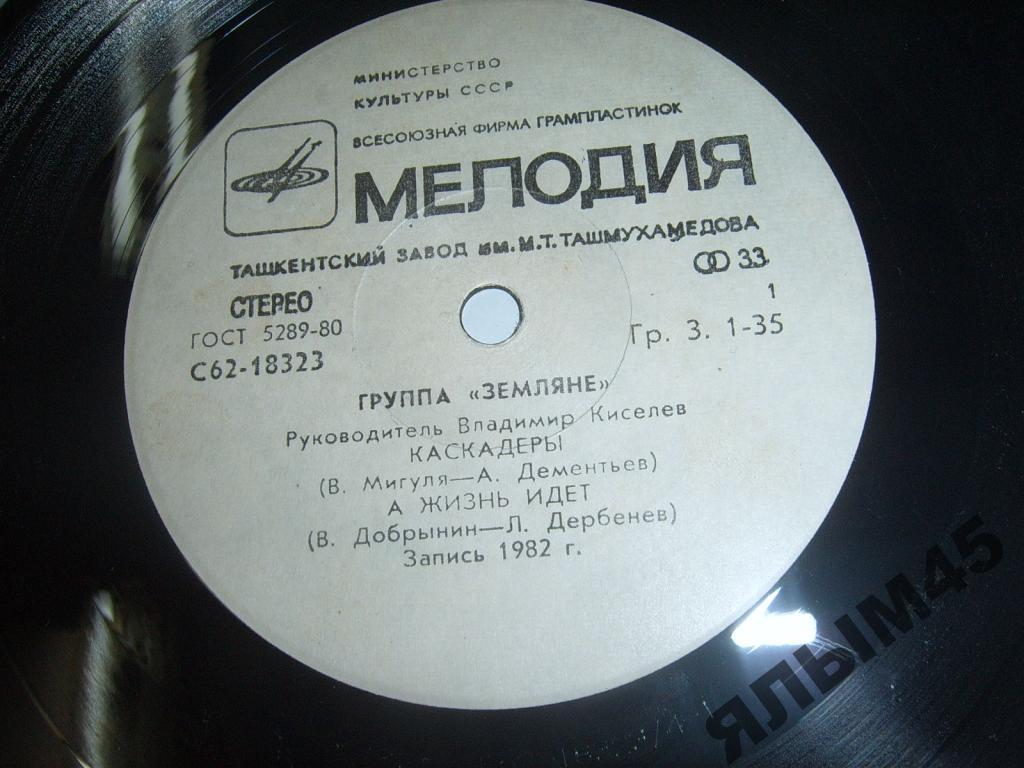 МИНИСТЕРСТВО
КУЛЬТУРЫ СССР
ВСЕСОЮЗНАЯ ФИРМА ГРАМПЛАСТИНОК
МЕЛОДИЯ
ТАШКЕНТСКИЙ ЗАВОД ИМ. М.Т. ТАШМУХАМЕДОВА
СТЕРЕО
33
ГОСТ 5289-80
1
С62-18323
Гр. 3. 1-35
ГРУППА «ЗЕМЛЯНЕ»
Руководитель Владимир Киселев
КАСКАДЕРЫ
(В. Мигуля—А. Дементьев)
А ЖИЗНЬ ИДЕТ
(В. Добрынин—Л. Дербенев)
Запись 1982 г.
ЯЛЫМ45